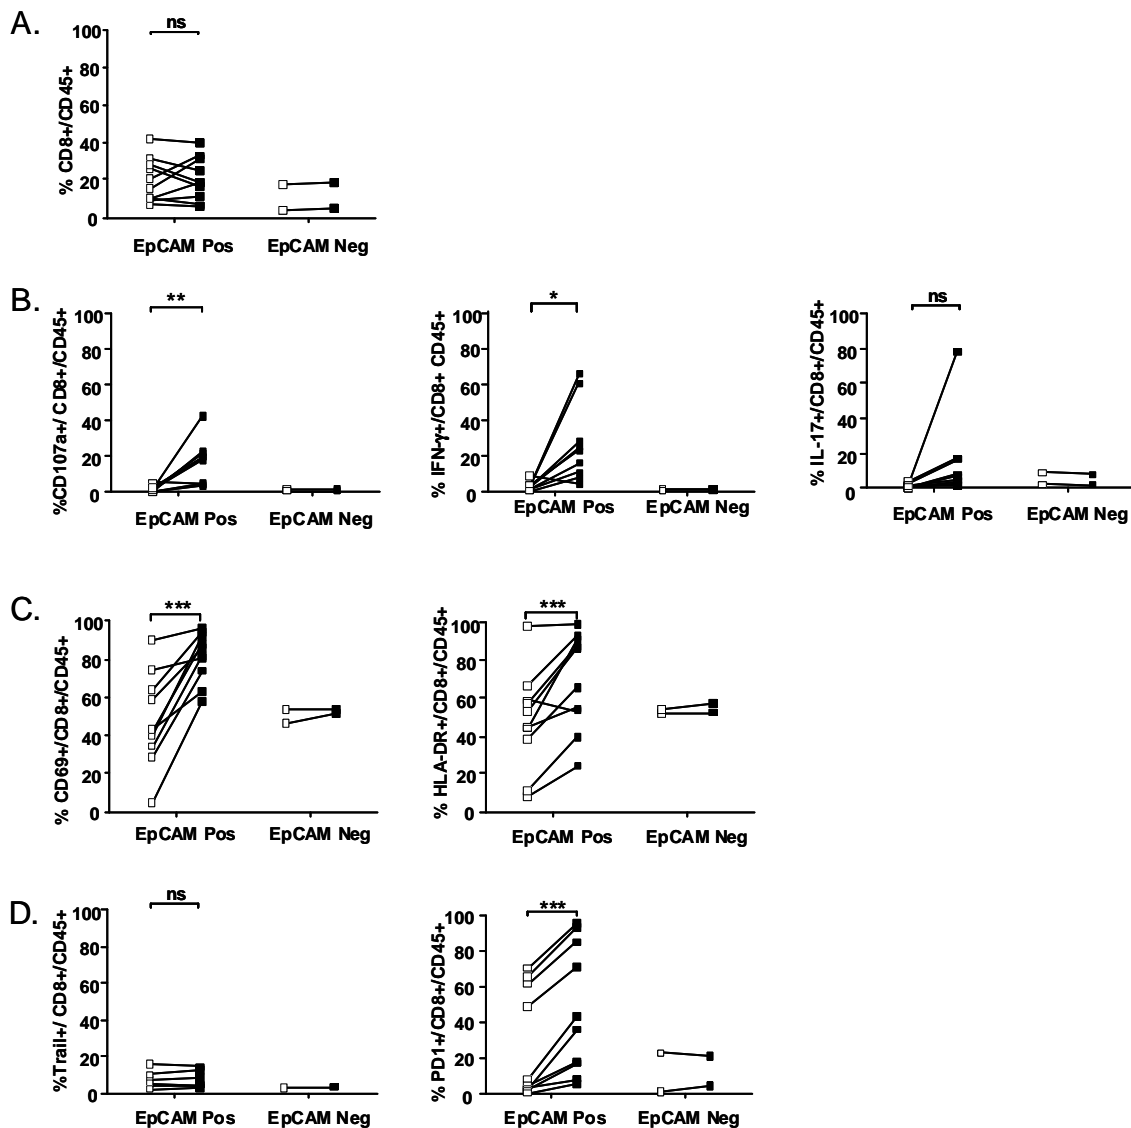 A.
ns
% CD8+/CD45+
100
80
60
40
20
0
EpCAM Pos
EpCAM Neg
B.
**
%CD107a+/ CD8+/CD45+
100
80
60
40
20
0
EpCAM Pos
EpCAM Neg
*
% IFN-γ+/CD8+ CD45+
100
80
60
40
20
0
EpCAM Pos
EpCAM Neg
ns
% IL-17+/CD8+/CD45+
100
80
60
40
20
0
EpCAM Pos
EpCAM Neg
C.
***
% CD69+/CD8+/CD45+
100
80
60
40
20
0
EpCAM Pos
EpCAM Neg
***
% HLA-DR+/CD8+/CD45+
100
80
60
40
20
0
EpCAM Pos
EpCAM Neg
D.
ns
%Trail+/ CD8+/CD45+
100
80
60
40
20
0
EpCAM Pos
EpCAM Neg
***
% PD1+/CD8+/CD45+
100
80
60
40
20
0
EpCAM Pos
EpCAM Neg